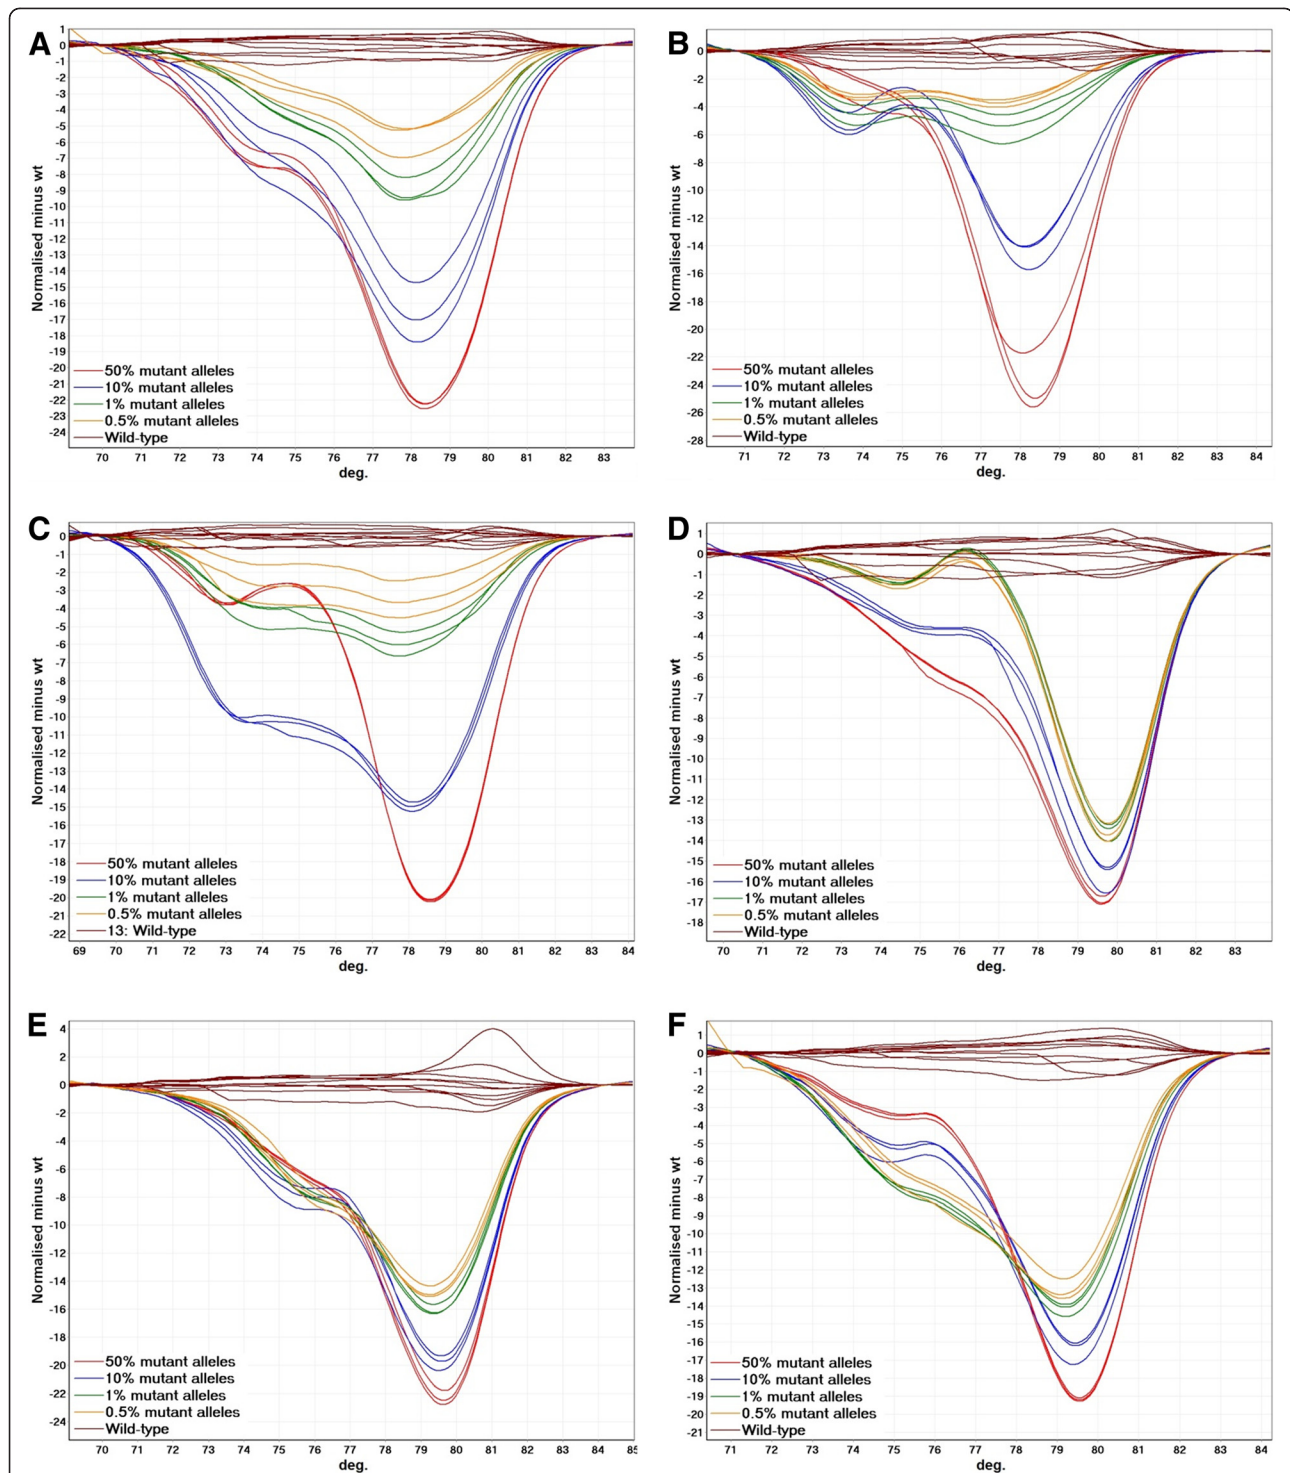 A
1
0
-1
-2
-3
-4
-5
-6
-7
-8
-9
-10
-11
-12
-13
-14
-15
-16
-17
-18
-19
-20
-21
-22
-23
-24
Normalised minus wt
50% mutant alleles
10% mutant alleles
1% mutant alleles
0.5% mutant alleles
Wild-type
70 71 72 73 74 75 76 77 78 79 80 81 82 83
deg.
B
0
-2
-4
-6
-8
-10
-12
-14
-16
-18
-20
-22
-24
-26
-28
Normalised minus wt
50% mutant alleles
10% mutant alleles
1% mutant alleles
0.5% mutant alleles
Wild-type
71 72 73 74 75 76 77 78 79 80 81 82 83 84
deg.
C
0
-1
-2
-3
-4
-5
-6
-7
-8
-9
-10
-11
-12
-13
-14
-15
-16
-17
-18
-19
-20
-21
-22
Normalised minus wt
50% mutant alleles
10% mutant alleles
1% mutant alleles
0.5% mutant alleles
13: Wild-type
69 70 71 72 73 74 75 76 77 78 79 80 81 82 83 84
deg.
D
1
0
-1
-2
-3
-4
-5
-6
-7
-8
-9
-10
-11
-12
-13
-14
-15
-16
-17
-18
Normalised minus wt
50% mutant alleles
10% mutant alleles
1% mutant alleles
0.5% mutant alleles
Wild-type
70 71 72 73 74 75 76 77 78 79 80 81 82 83
deg.
E
4
2
0
-2
-4
-6
-8
-10
-12
-14
-16
-18
-20
-22
-24
Normalised minus wt
50% mutant alleles
10% mutant alleles
1% mutant alleles
0.5% mutant alleles
Wild-type
70 71 72 73 74 75 76 77 78 79 80 81 82 83 84 85
deg.
F
1
0
-1
-2
-3
-4
-5
-6
-7
-8
-9
-10
-11
-12
-13
-14
-15
-16
-17
-18
-19
-20
-21
Normalised minus wt
50% mutant alleles
10% mutant alleles
1% mutant alleles
0.5% mutant alleles
Wild-type
71 72 73 74 75 76 77 78 79 80 81 82 83 84
deg.